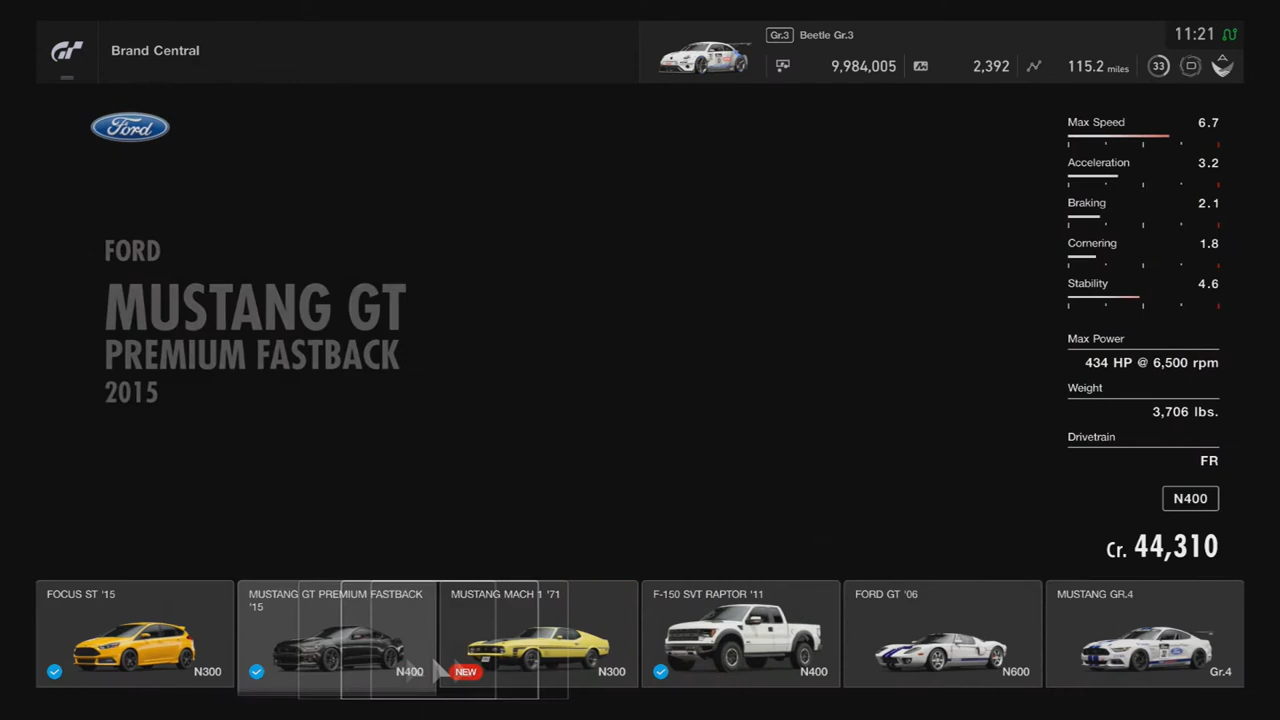 Brand Central
Gr.3 Beetle Gr.3
11:21
9,984,005
2,392
115.2 miles
33
Ford
FORD
MUSTANG GT
PREMIUM FASTBACK
2015
Max Speed 6.7
Acceleration 3.2
Braking 2.1
Cornering 1.8
Stability 4.6
Max Power
434 HP @ 6,500 rpm
Weight
3,706 lbs.
Drivetrain
FR
N400
Cr. 44,310
FOCUS ST '15
N300
MUSTANG GT PREMIUM FASTBACK
'15
N400
MUSTANG MACH 1 '71
NEW
N300
F-150 SVT RAPTOR '11
N400
FORD GT '06
N600
MUSTANG GR.4
Gr.4